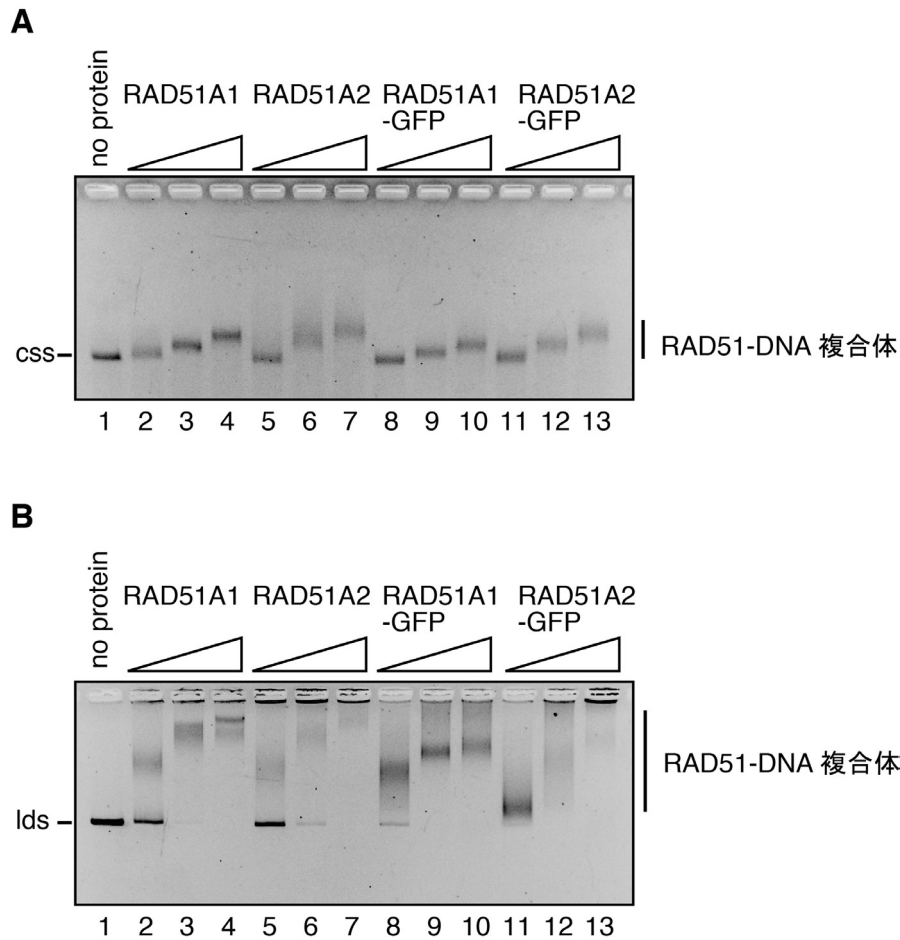 A
no protein
RAD51A1 RAD51A2 RAD51A1 RAD51A2
-GFP -GFP
css
RAD51-DNA 複合体
1 2 3 4 5 6 7 8 9 10 11 12 13
B
no protein
RAD51A1 RAD51A2 RAD51A1 RAD51A2
-GFP -GFP
lds
RAD51-DNA 複合体
1 2 3 4 5 6 7 8 9 10 11 12 13